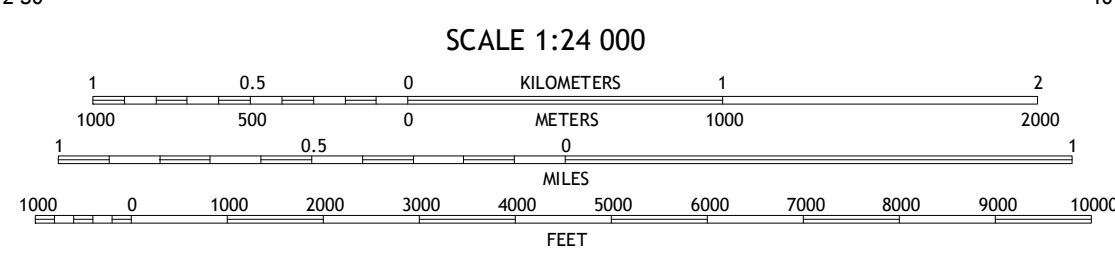 SCALE 1:24 000
1 0.5 0 KILOMETERS 1 2
1000 500 0 METERS 1000 2000
1 0.5 0 1
MILES
1000 0 1000 2000 3000 4000 5000 6000 7000 8000 9000 10000
FEET